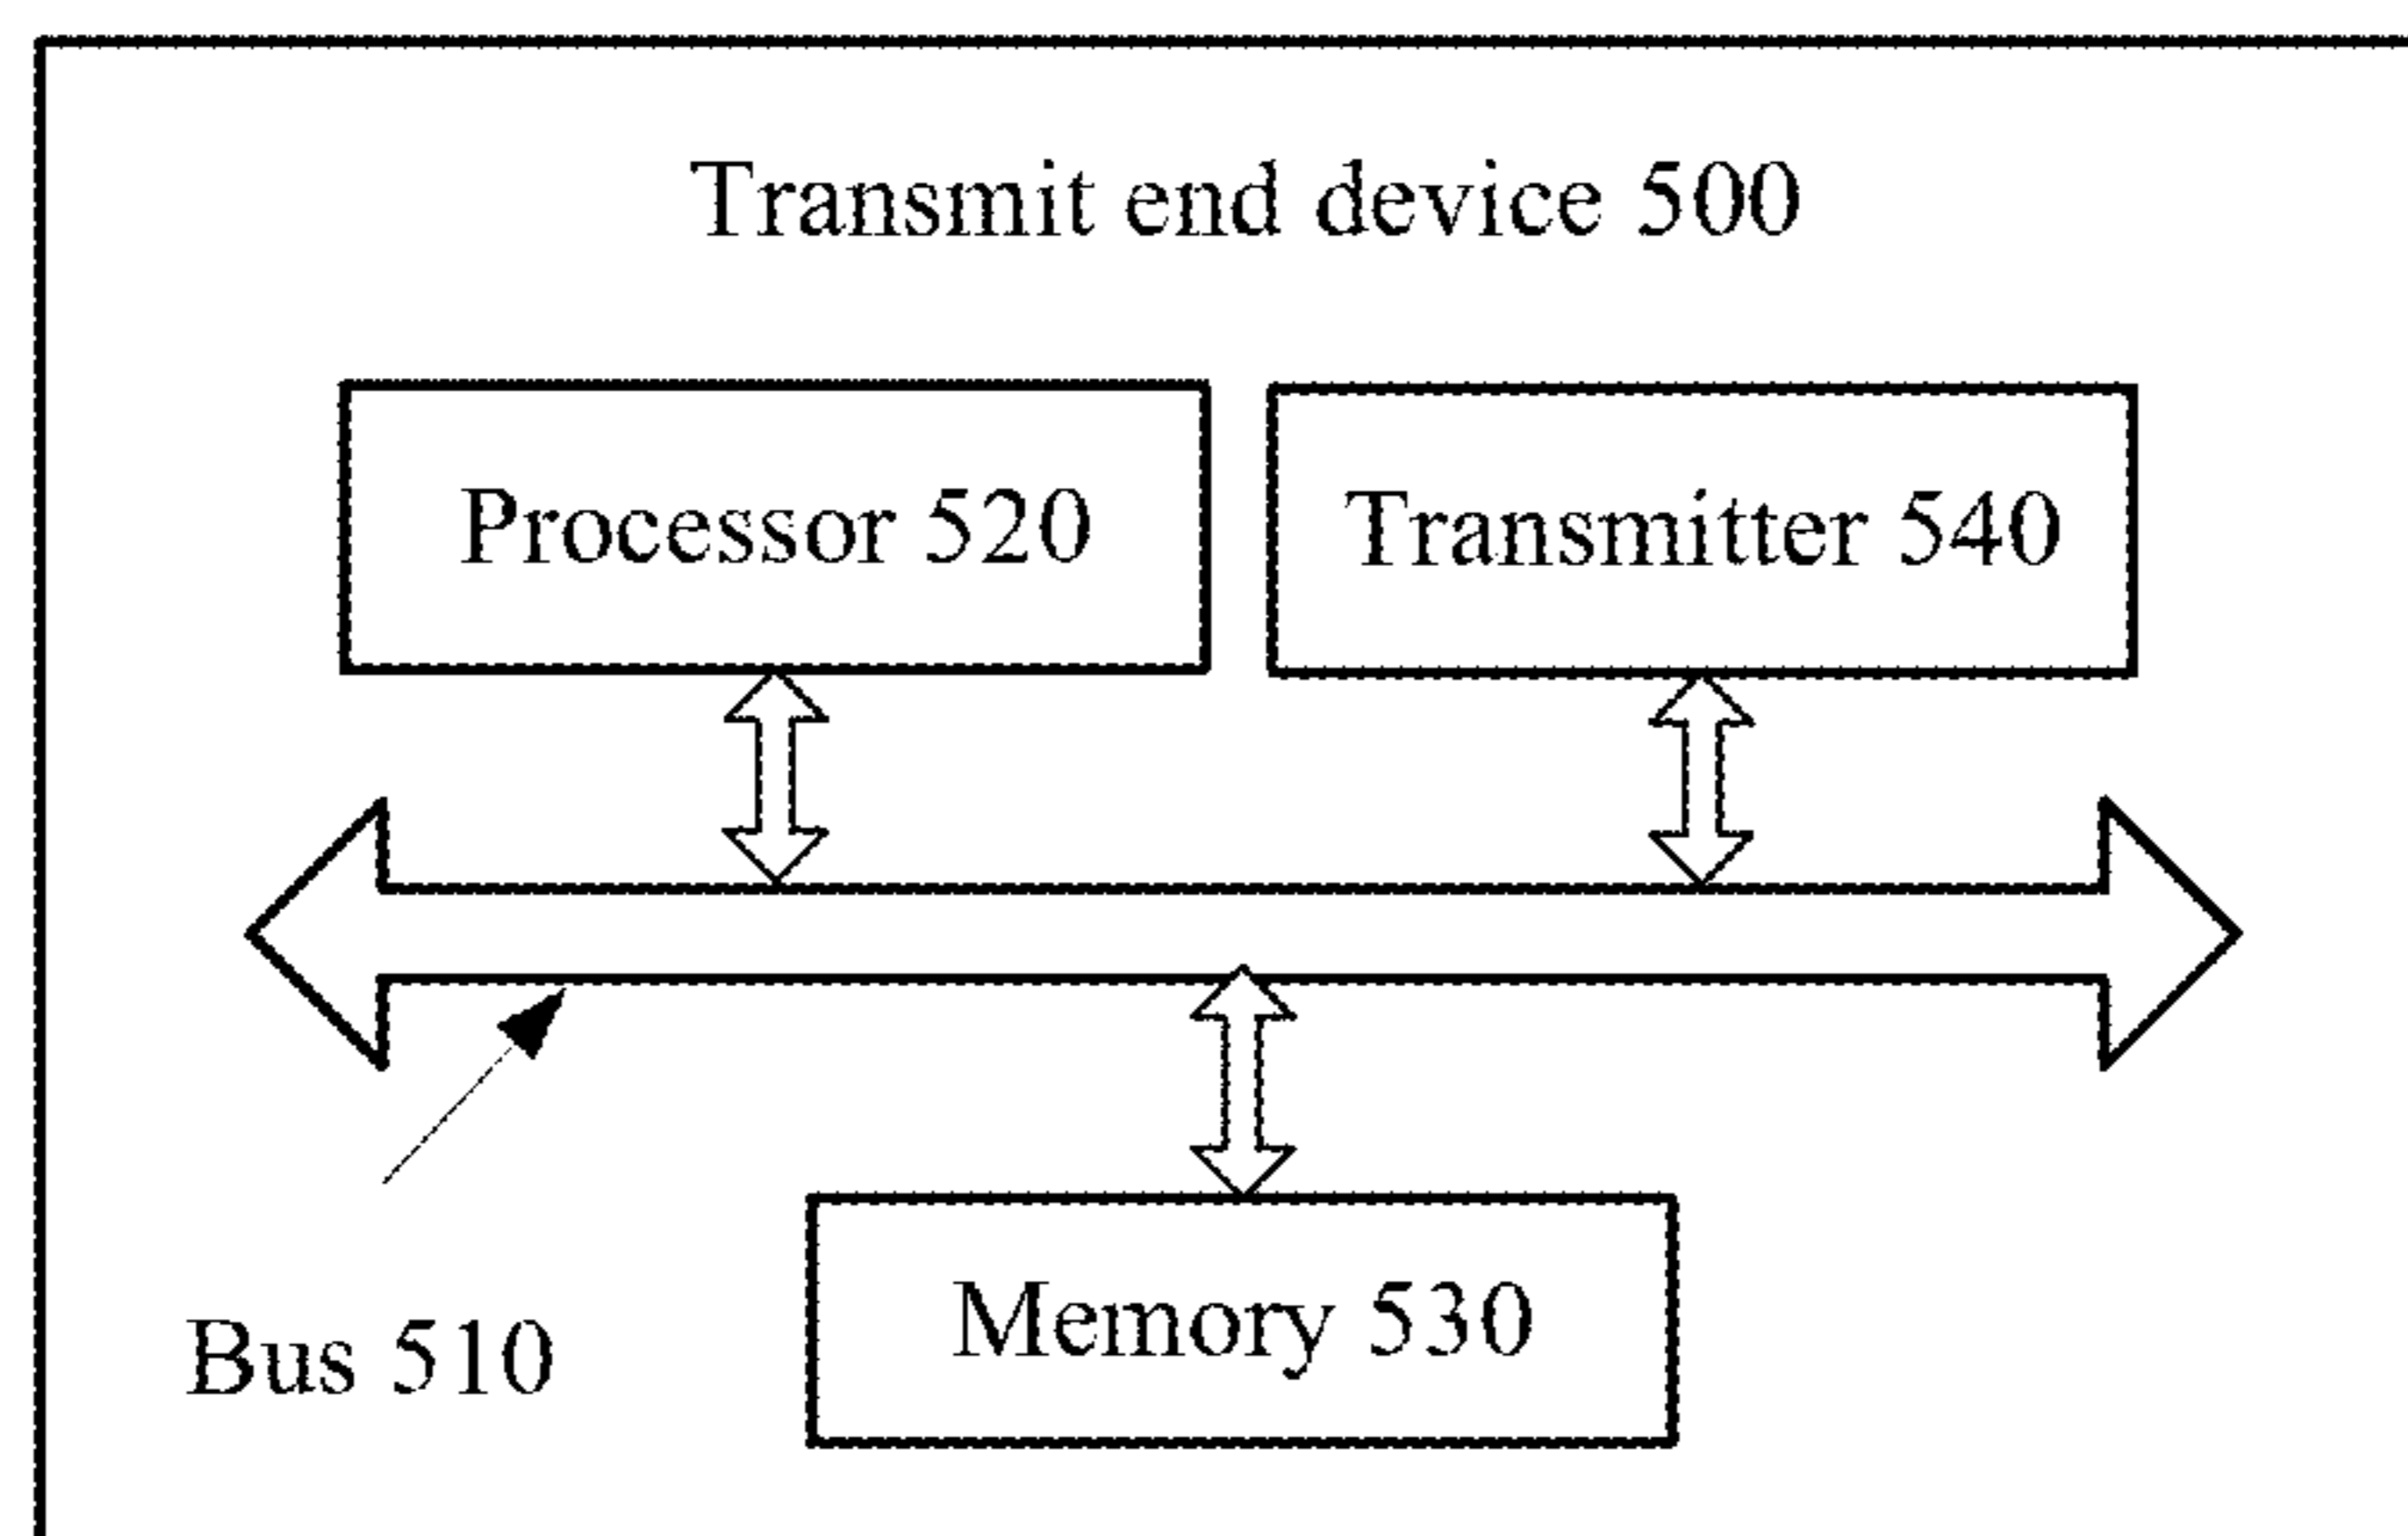 Transmit end device 500
Processor 520
Transmitter 540
Bus 510
Memory 530